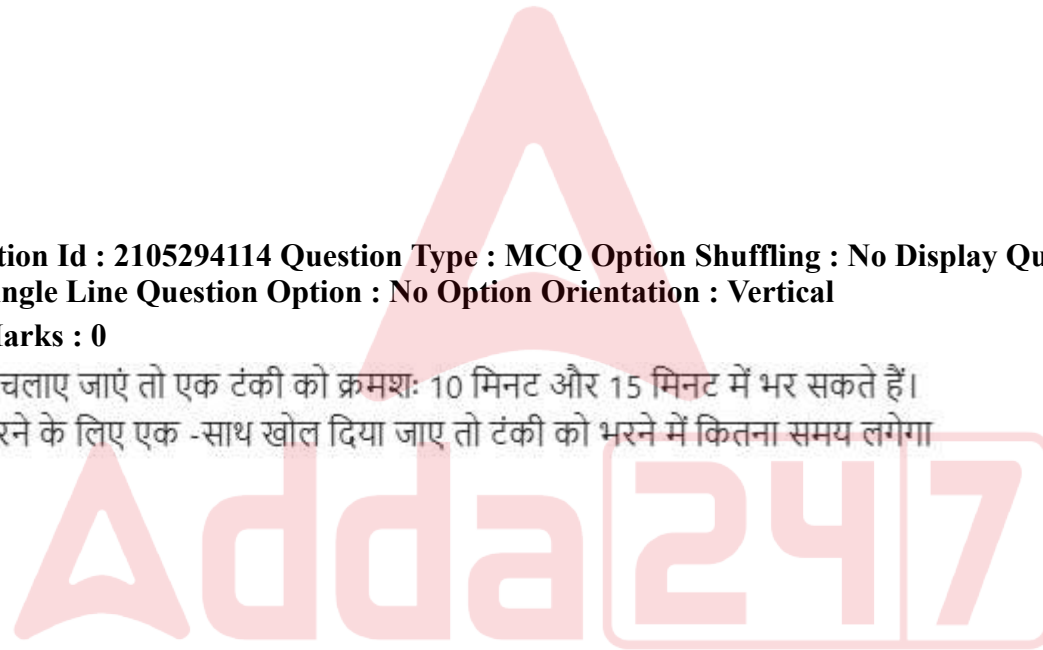 tion Id : 2105294114 Question Type : MCQ Option Shuffling : No Display Qu
ngle Line Question Option : No Option Orientation : Vertical
arks : 0
चलाए जाएं तो एक टंकी को क्रमशः 10 मिनट और 15 मिनट में भर सकते हैं।
रने के लिए एक -साथ खोल दिया जाए तो टंकी को भरने में कितना समय लगेगा
Adda247